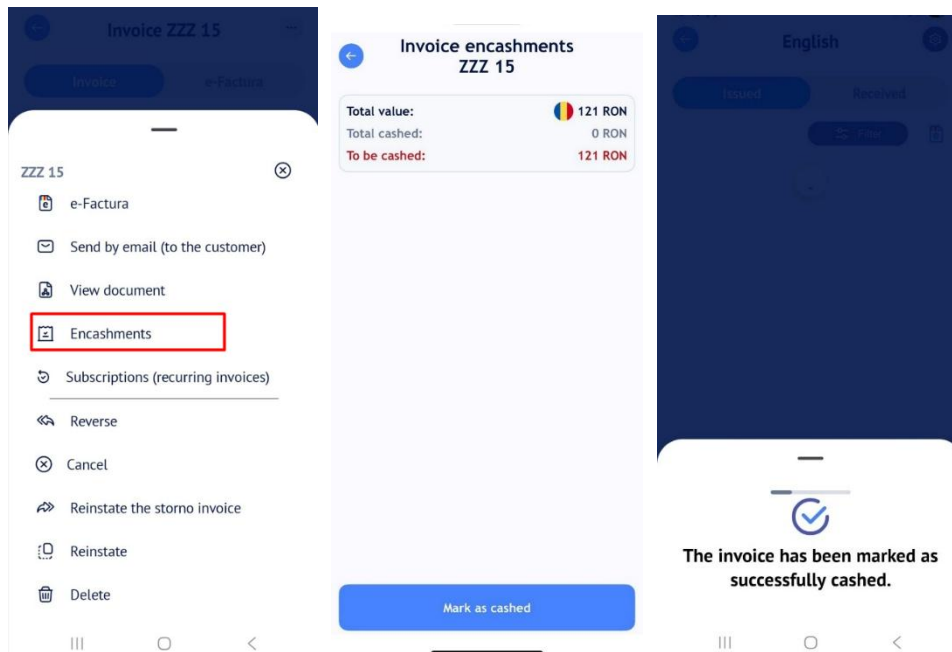 Invoice ZZZ 15
Invoice
e-Factura
ZZZ 15
e-Factura
Send by email (to the customer)
View document
Encashments
Subscriptions (recurring invoices)
Reverse
Cancel
Reinstate the storno invoice
Reinstate
Delete
Invoice encashments
ZZZ 15
Total value: 121 RON
Total cashed: 0 RON
To be cashed: 121 RON
Mark as cashed
English
Issued
Received
Filter
The invoice has been marked as
successfully cashed.